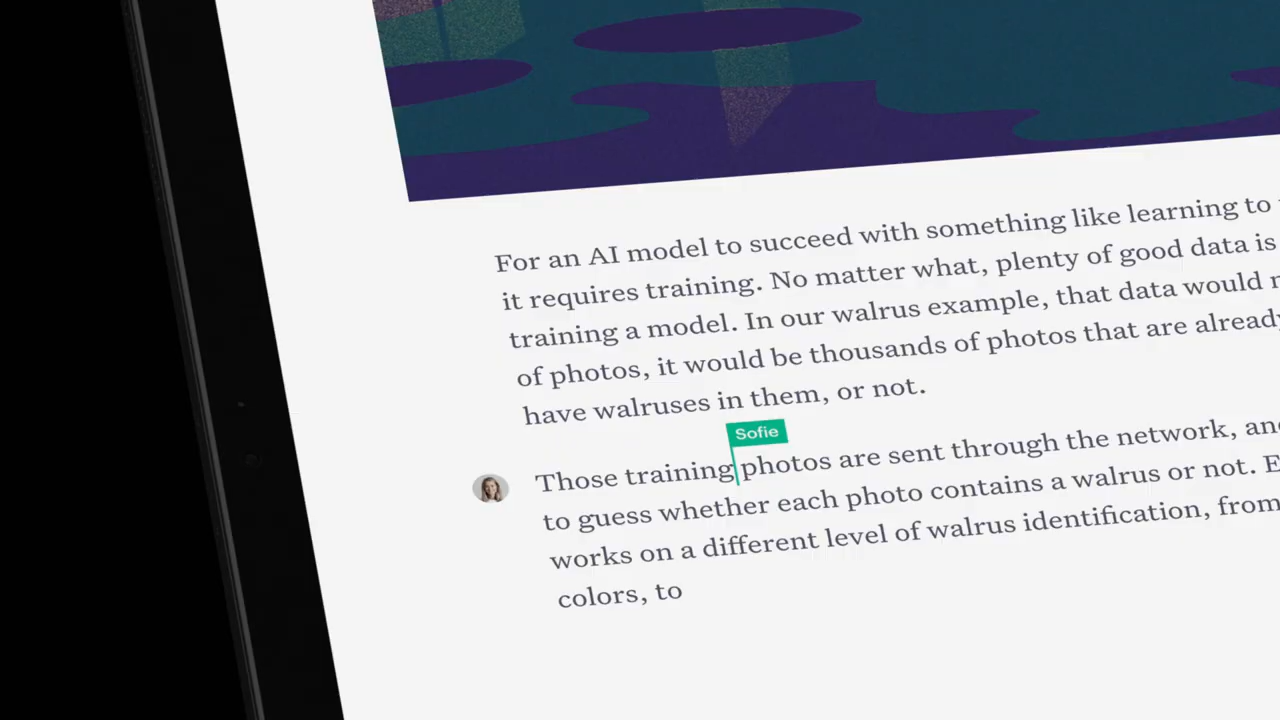 For an AI model to succeed with something like learning to
it requires training. No matter what, plenty of good data is
training a model. In our walrus example, that data would
of photos, it would be thousands of photos that are already
have walruses in them, or not.
Sofie
Those training photos are sent through the network, and
to guess whether each photo contains a walrus or not.
works on a different level of walrus identification, from
colors, to